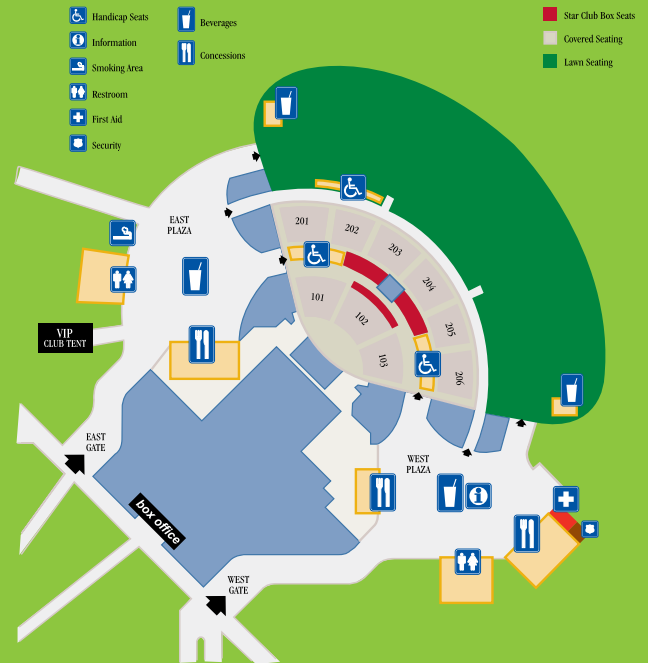 Handicap Seats
Information
Smoking Area
Restroom
First Aid
Security
Beverages
Concessions
Star Club Box Seats
Covered Seating
Lawn Seating
EAST
PLAZA
201
202
203
204
205
206
101
102
103
VIP
CLUB TENT
EAST
GATE
WEST
PLAZA
box office
WEST
GATE